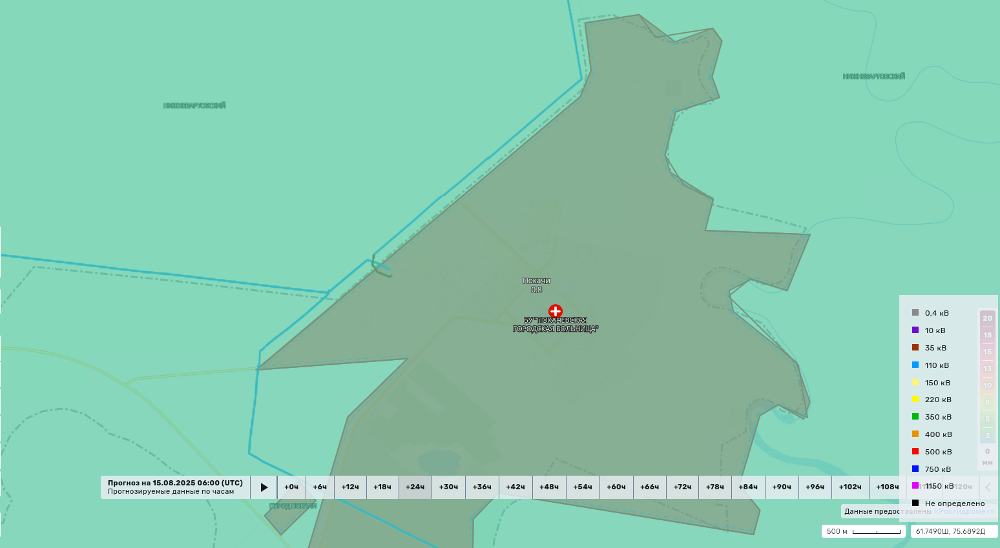 НИЖНЕВАРТОВСКИЙ
НИЖНЕВАРТОВСКИЙ
Покачи
0.8
БУ "ПОКАЧЕВСКАЯ
ГОРОДСКАЯ БОЛЬНИЦА"
0,4 кВ
10 кВ
35 кВ
110 кВ
150 кВ
220 кВ
350 кВ
400 кВ
500 кВ
750 кВ
1150 кВ
Не определено
20
18
15
13
10
8
5
3
0
мм
Прогноз на 15.08.2025 06:00 (UTC)
Прогнозируемые данные по часам
+0ч +6ч +12ч +18ч +24ч +30ч +36ч +42ч +48ч +54ч +60ч +66ч +72ч +78ч +84ч +90ч +96ч +102ч +108ч
ГОРОД ПОКАЧИ
Данные предоставлены «Росгидромет»
500 м
61.7490Ш, 75.6892Д